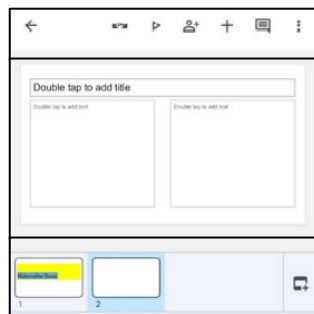 Double tap to add title
Double tap to add text
Double tap to add text
1
2